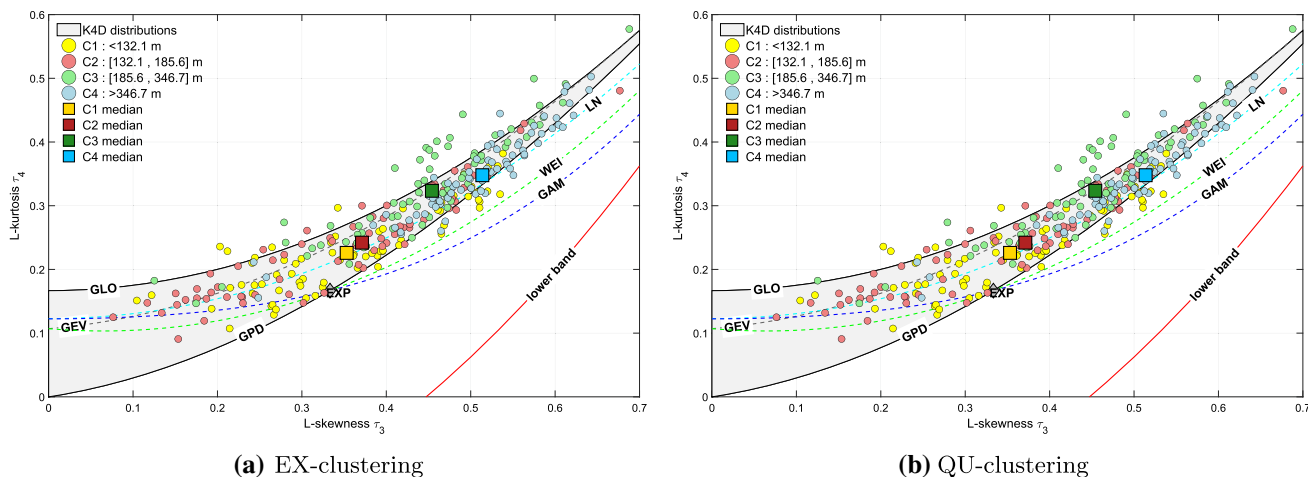 0.6
0.5
0.4
0.3
0.2
0.1
0
L-kurtosis τ4
K4D distributions
C1 : <132.1 m
C2 : [132.1 , 185.6] m
C3 : [185.6 , 346.7] m
C4 : >346.7 m
C1 median
C2 median
C3 median
C4 median
LN
WEI
GAM
GLO
EXP
lower band
GEV
GPD
0 0.1 0.2 0.3 0.4 0.5 0.6 0.7
L-skewness τ3
(a) EX-clustering
0.6
0.5
0.4
0.3
0.2
0.1
0
L-kurtosis τ4
K4D distributions
C1 : <132.1 m
C2 : [132.1 , 185.6] m
C3 : [185.6 , 346.7] m
C4 : >346.7 m
C1 median
C2 median
C3 median
C4 median
LN
WEI
GAM
GLO
EXP
lower band
GEV
GPD
0 0.1 0.2 0.3 0.4 0.5 0.6 0.7
L-skewness τ3
(b) QU-clustering